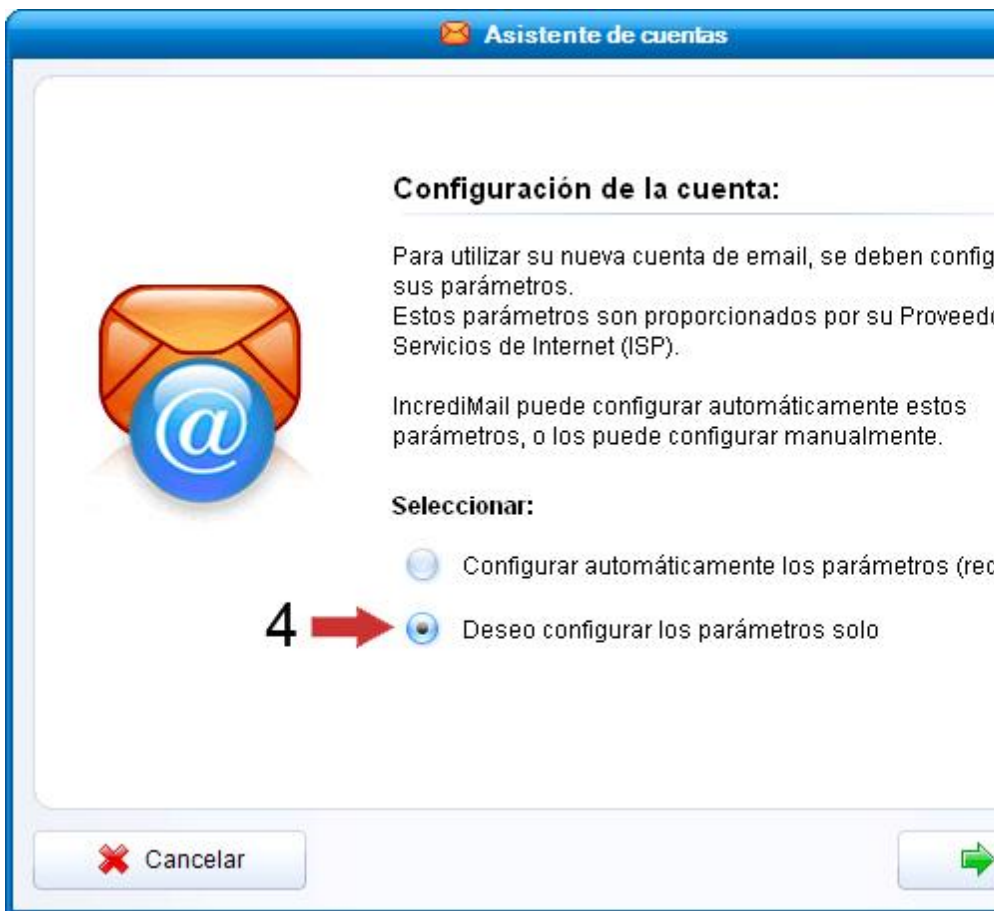 Asistente de cuentas
Configuración de la cuenta:
Para utilizar su nueva cuenta de email, se deben config
sus parámetros.
Estos parámetros son proporcionados por su Proveed
Servicios de Internet (ISP).
IncrediMail puede configurar automáticamente estos
parámetros, o los puede configurar manualmente.
Seleccionar:
Configurar automáticamente los parámetros (rec
4
Deseo configurar los parámetros solo
Cancelar